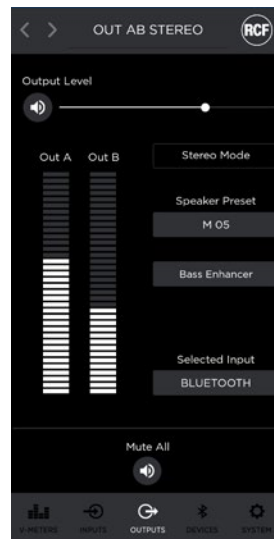 OUT AB STEREO
RCF
Output Level
Out A Out B
Stereo Mode
Speaker Preset
M 05
Bass Enhancer
Selected Input
BLUETOOTH
Mute All
V-METERS INPUTS OUTPUTS DEVICES SYSTEM